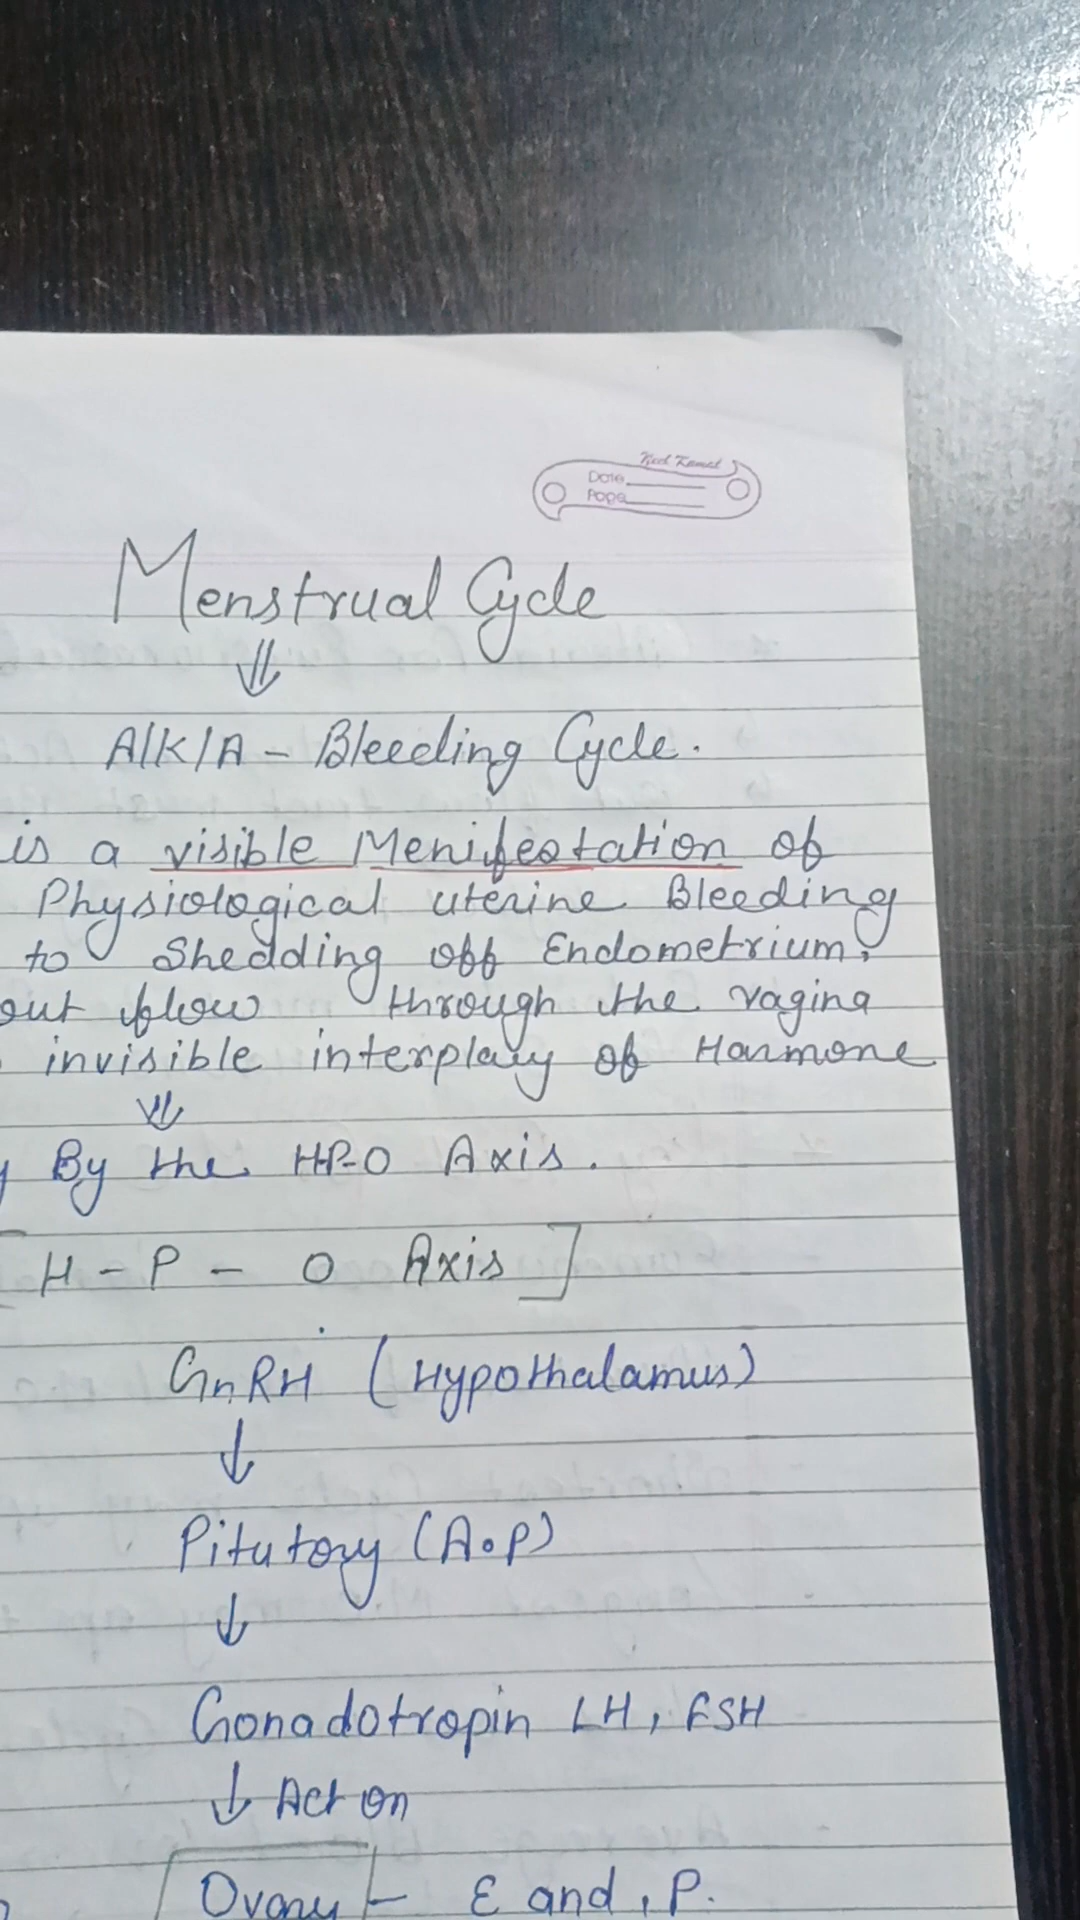 Date
Page
Menstrual Cycle
⇓
A/K/A - Bleeding Cycle.
is a visible Menifestation of
Physiological uterine Bleeding
to Shedding off Endometrium,
out flow through the vagina
invisible interplay of Harmone
⇓
By the H-P-O Axis.
H - P - O Axis]
GnRH (Hypothalamus)
↓
Pitutory (A.P)
↓
Gonadotropin LH, FSH
↓ Act on
Ovary - E and, P.